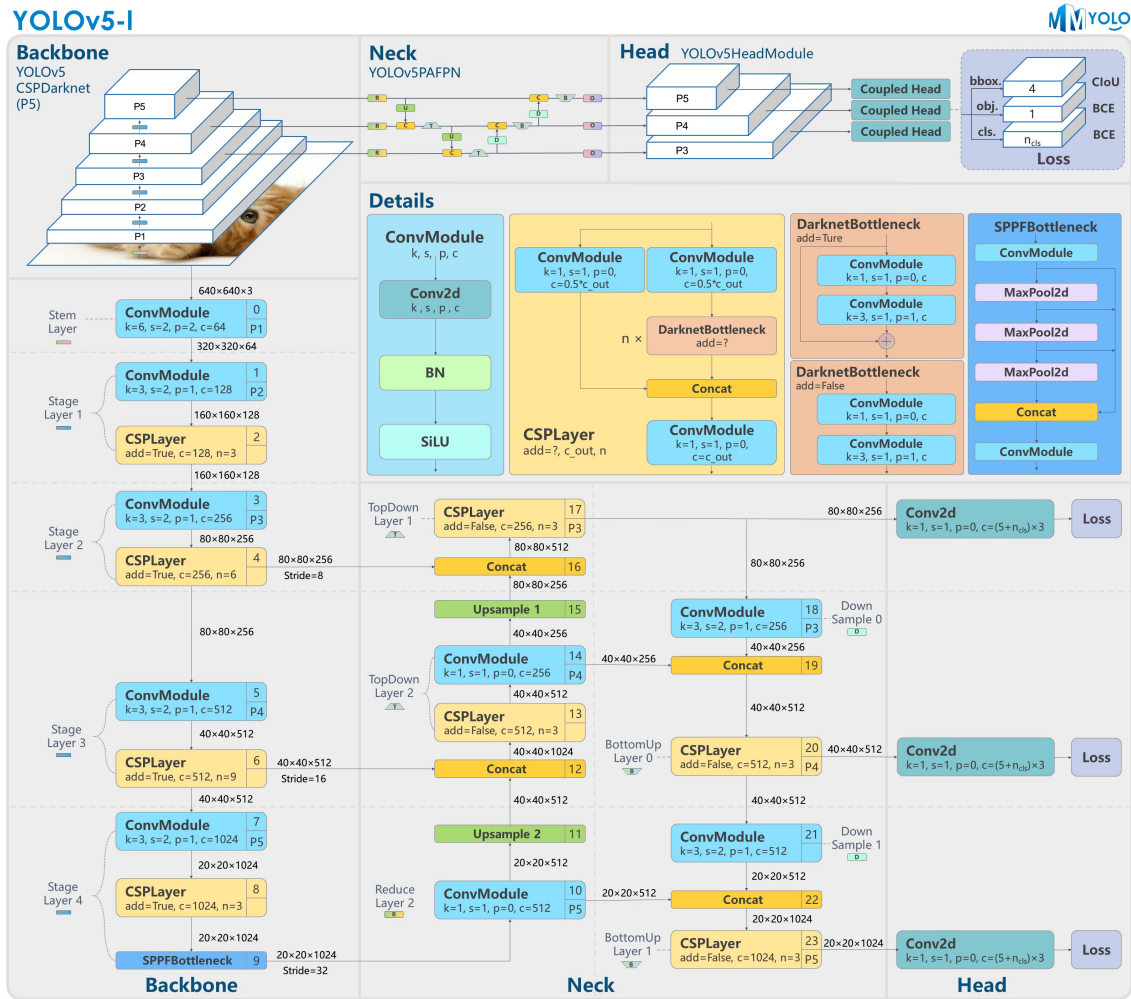 YOLOv5-l
MMYOLO
Backbone
YOLOv5
CSPDarknet
(P5)
P5
P4
P3
P2
P1
Neck
YOLOv5PAFPN
R
U
C
B
O
D
R
C
T
U
C
D
B
O
R
C
T
O
Head YOLOv5HeadModule
P5
P4
P3
Coupled Head
Coupled Head
Coupled Head
bbox. 4 CIoU
obj. 1 BCE
cls. n_cls BCE
Loss
Details
ConvModule
k, s, p, c
Conv2d
k , s , p , c
BN
SiLU
ConvModule
k=1, s=1, p=0,
c=0.5*c_out
ConvModule
k=1, s=1, p=0,
c=0.5*c_out
n ×
DarknetBottleneck
add=?
Concat
ConvModule
k=1, s=1, p=0,
c=c_out
CSPLayer
add=?, c_out, n
DarknetBottleneck
add=Ture
ConvModule
k=1, s=1, p=0, c
ConvModule
k=3, s=1, p=1, c
DarknetBottleneck
add=False
ConvModule
k=1, s=1, p=0, c
ConvModule
k=3, s=1, p=1, c
SPPFBottleneck
ConvModule
MaxPool2d
MaxPool2d
MaxPool2d
Concat
ConvModule
640×640×3
Stem
Layer
ConvModule 0
k=6, s=2, p=2, c=64 P1
320×320×64
Stage
Layer 1
ConvModule 1
k=3, s=2, p=1, c=128 P2
160×160×128
CSPLayer 2
add=True, c=128, n=3
160×160×128
Stage
Layer 2
ConvModule 3
k=3, s=2, p=1, c=256 P3
80×80×256
CSPLayer 4
add=True, c=256, n=6
80×80×256
Stride=8
80×80×256
Stage
Layer 3
ConvModule 5
k=3, s=2, p=1, c=512 P4
40×40×512
CSPLayer 6
add=True, c=512, n=9
40×40×512
Stride=16
40×40×512
Stage
Layer 4
ConvModule 7
k=3, s=2, p=1, c=1024 P5
20×20×1024
CSPLayer 8
add=True, c=1024, n=3
20×20×1024
SPPFBottleneck 9
20×20×1024
Stride=32
Backbone
TopDown
Layer 1
T
CSPLayer 17
add=False, c=256, n=3 P3
80×80×512
Concat 16
80×80×256
Upsample 1 15
40×40×256
TopDown
Layer 2
T
ConvModule 14
k=1, s=1, p=0, c=256 P4
40×40×512
CSPLayer 13
add=False, c=512, n=3
40×40×1024
Concat 12
40×40×512
Upsample 2 11
20×20×512
Reduce
Layer 2
R
ConvModule 10
k=1, s=1, p=0, c=512 P5
80×80×256
80×80×256
ConvModule 18
k=3, s=2, p=1, c=256 P3
Down
Sample 0
D
40×40×256
40×40×256
Concat 19
40×40×512
BottomUp
Layer 0
B
CSPLayer 20
add=False, c=512, n=3 P4
40×40×512
40×40×512
ConvModule 21
k=3, s=2, p=1, c=512
Down
Sample 1
D
20×20×512
20×20×512
Concat 22
20×20×1024
BottomUp
Layer 1
B
CSPLayer 23
add=False, c=1024, n=3 P5
20×20×1024
Neck
Conv2d
k=1, s=1, p=0, c=(5+n_cls)×3
Loss
Conv2d
k=1, s=1, p=0, c=(5+n_cls)×3
Loss
Conv2d
k=1, s=1, p=0, c=(5+n_cls)×3
Loss
Head